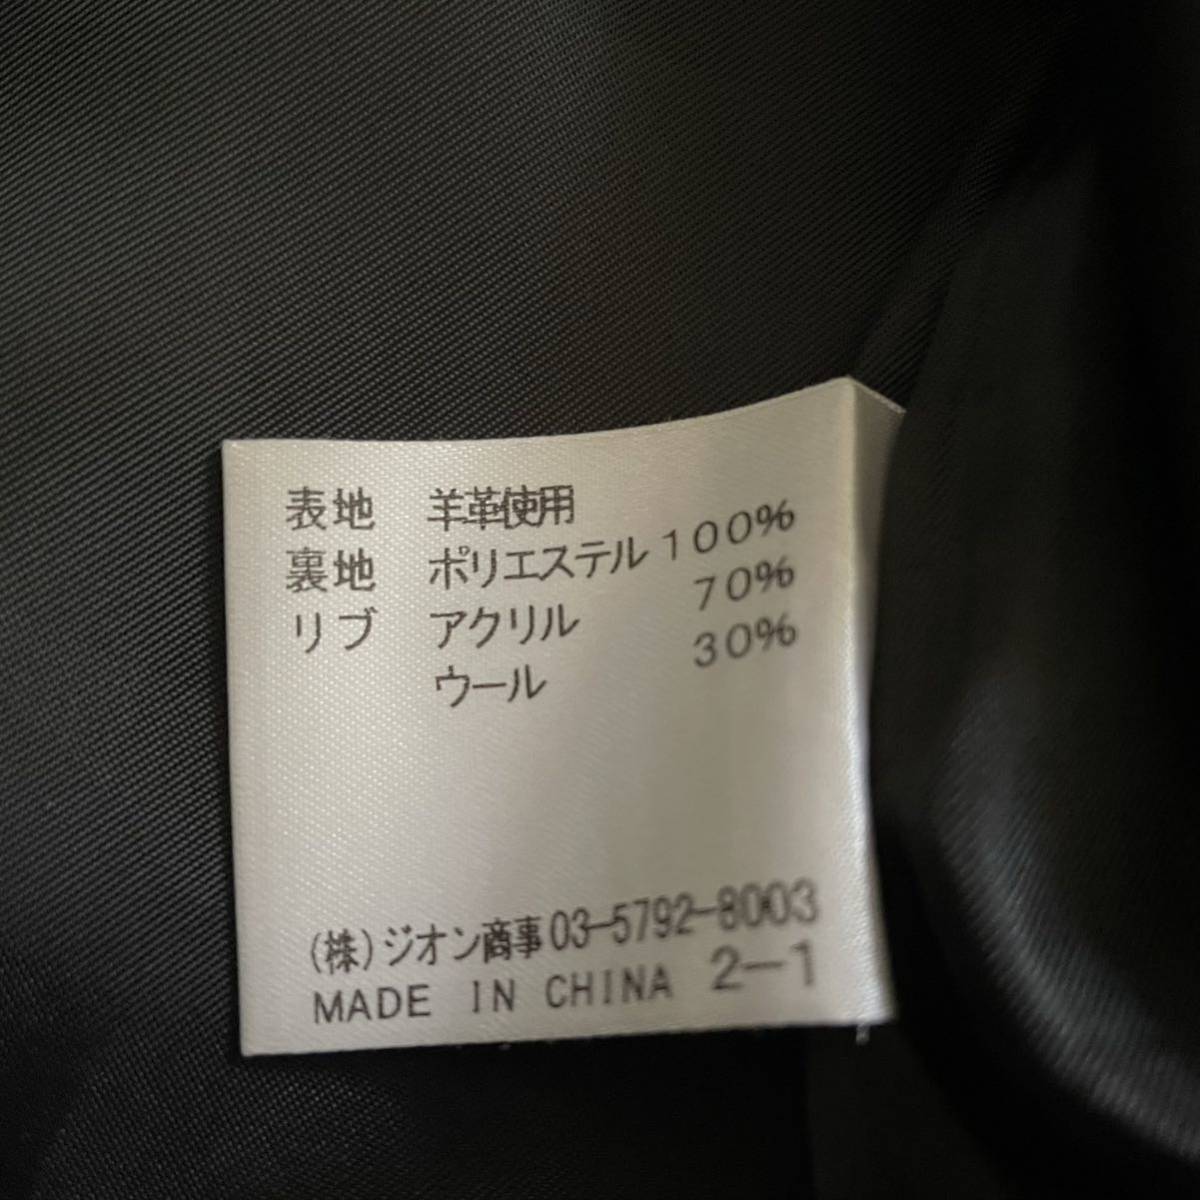 表地 羊革使用
裏地 ポリエステル 100%
リブ アクリル 70%
ウール 30%
(株)ジオン商事03-5792-8003
MADE IN CHINA 2-1